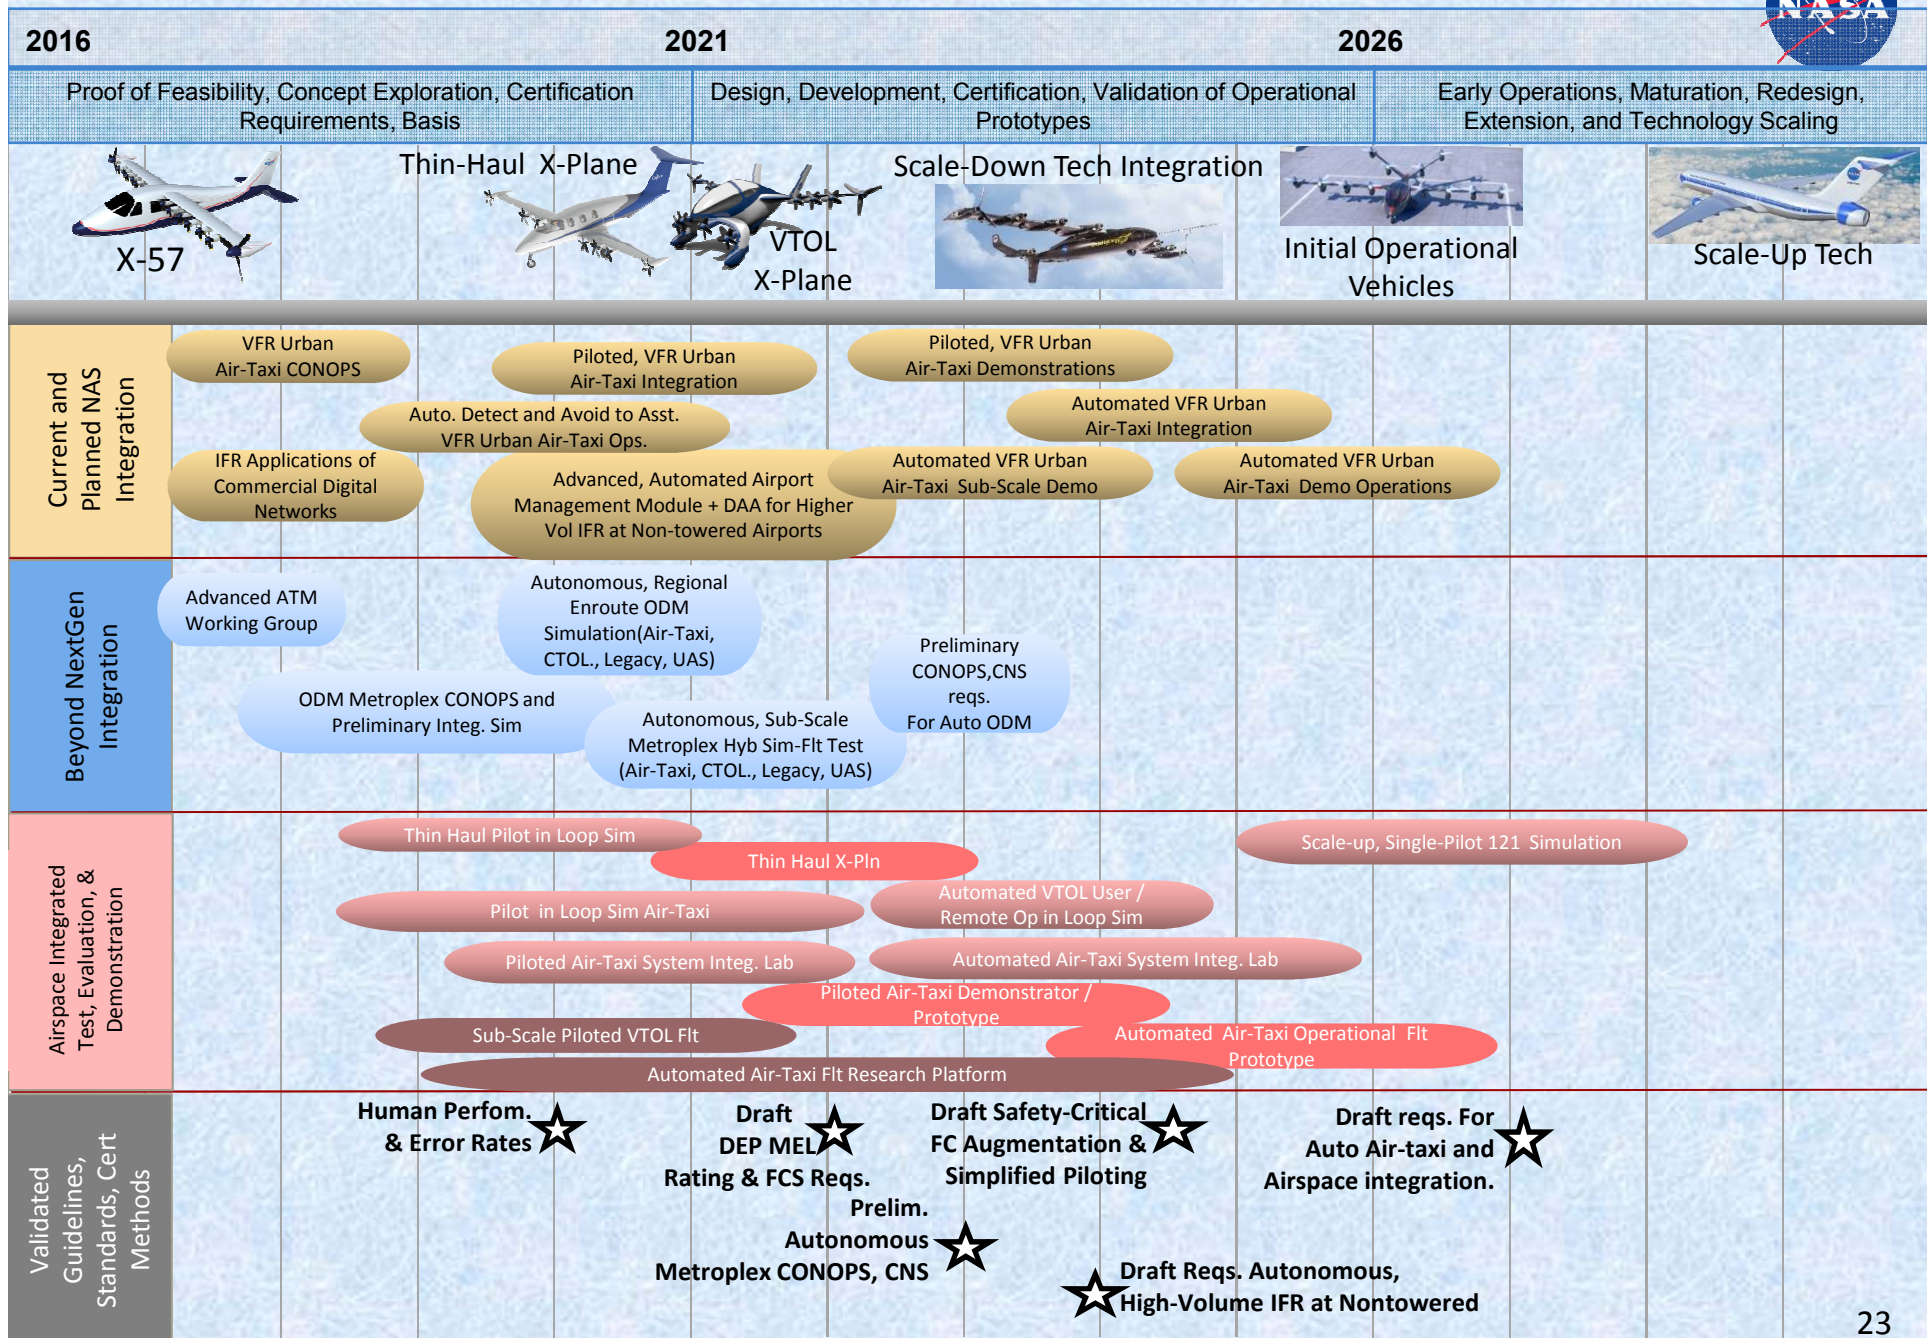 NASA
2016
2021
2026
Proof of Feasibility, Concept Exploration, Certification
Requirements, Basis
Design, Development, Certification, Validation of Operational
Prototypes
Early Operations, Maturation, Redesign,
Extension, and Technology Scaling
X-57
Thin-Haul X-Plane
VTOL
X-Plane
Scale-Down Tech Integration
Initial Operational
Vehicles
Scale-Up Tech
Current and
Planned NAS
Integration
VFR Urban
Air-Taxi CONOPS
Piloted, VFR Urban
Air-Taxi Integration
Piloted, VFR Urban
Air-Taxi Demonstrations
Auto. Detect and Avoid to Asst.
VFR Urban Air-Taxi Ops.
Automated VFR Urban
Air-Taxi Integration
IFR Applications of
Commercial Digital
Networks
Advanced, Automated Airport
Management Module + DAA for Higher
Vol IFR at Non-towered Airports
Automated VFR Urban
Air-Taxi Sub-Scale Demo
Automated VFR Urban
Air-Taxi Demo Operations
Beyond NextGen
Integration
Advanced ATM
Working Group
Autonomous, Regional
Enroute ODM
Simulation(Air-Taxi,
CTOL., Legacy, UAS)
Preliminary
CONOPS,CNS
reqs.
For Auto ODM
ODM Metroplex CONOPS and
Preliminary Integ. Sim
Autonomous, Sub-Scale
Metroplex Hyb Sim-Flt Test
(Air-Taxi, CTOL., Legacy, UAS)
Airspace Integrated
Test, Evaluation, &
Demonstration
Thin Haul Pilot in Loop Sim
Thin Haul X-Pln
Scale-up, Single-Pilot 121 Simulation
Pilot in Loop Sim Air-Taxi
Automated VTOL User /
Remote Op in Loop Sim
Piloted Air-Taxi System Integ. Lab
Automated Air-Taxi System Integ. Lab
Piloted Air-Taxi Demonstrator /
Prototype
Sub-Scale Piloted VTOL Flt
Automated Air-Taxi Operational Flt
Prototype
Automated Air-Taxi Flt Research Platform
Validated
Guidelines,
Standards, Cert
Methods
Human Perfom.
& Error Rates
Draft
DEP MEL
Rating & FCS Reqs.
Draft Safety-Critical
FC Augmentation &
Simplified Piloting
Draft reqs. For
Auto Air-taxi and
Airspace integration.
Prelim.
Autonomous
Metroplex CONOPS, CNS
Draft Reqs. Autonomous,
High-Volume IFR at Nontowered
23